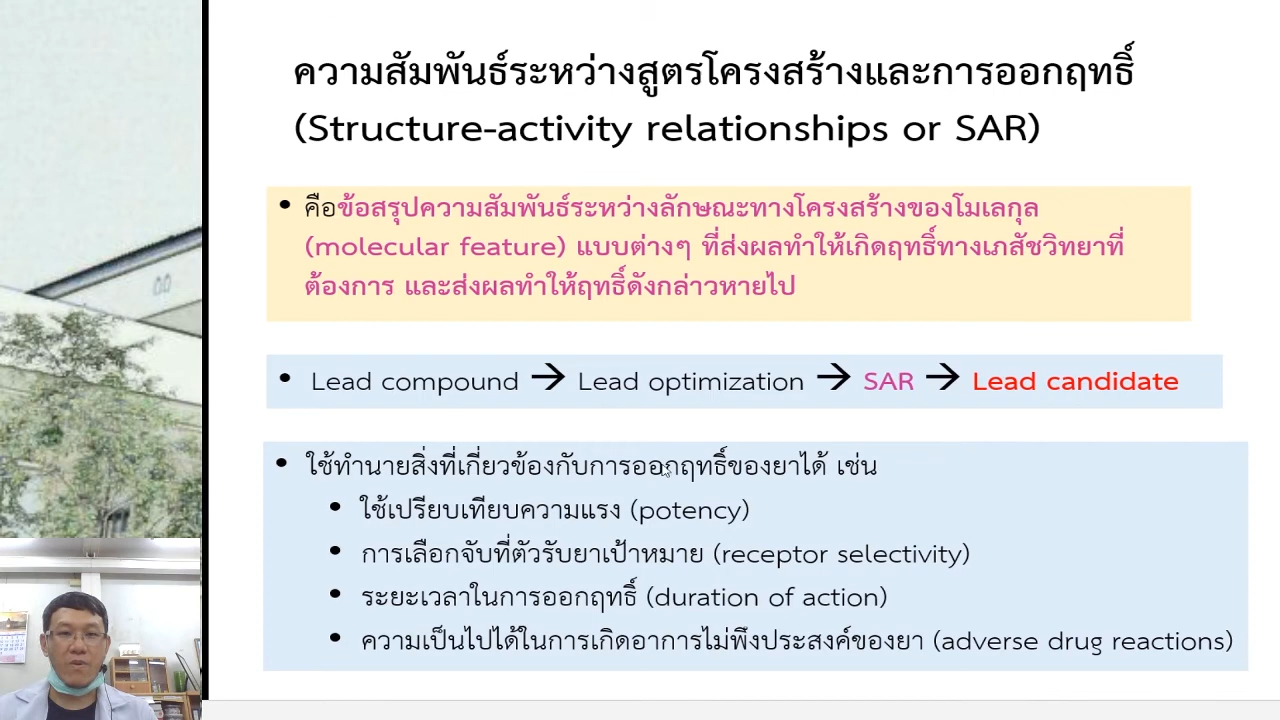 ความสัมพันธ์ระหว่างสูตรโครงสร้างและการออกฤทธิ์
(Structure-activity relationships or SAR)
• คือข้อสรุปความสัมพันธ์ระหว่างลักษณะทางโครงสร้างของโมเลกุล
(molecular feature) แบบต่างๆ ที่ส่งผลทำให้เกิดฤทธิ์ทางเภสัชวิทยาที่
ต้องการ และส่งผลทำให้ฤทธิ์ดังกล่าวหายไป
• Lead compound → Lead optimization → SAR → Lead candidate
• ใช้ทำนายสิ่งที่เกี่ยวข้องกับการออกฤทธิ์ของยาได้ เช่น
• ใช้เปรียบเทียบความแรง (potency)
• การเลือกจับที่ตัวรับยาเป้าหมาย (receptor selectivity)
• ระยะเวลาในการออกฤทธิ์ (duration of action)
• ความเป็นไปได้ในการเกิดอาการไม่พึงประสงค์ของยา (adverse drug reactions)